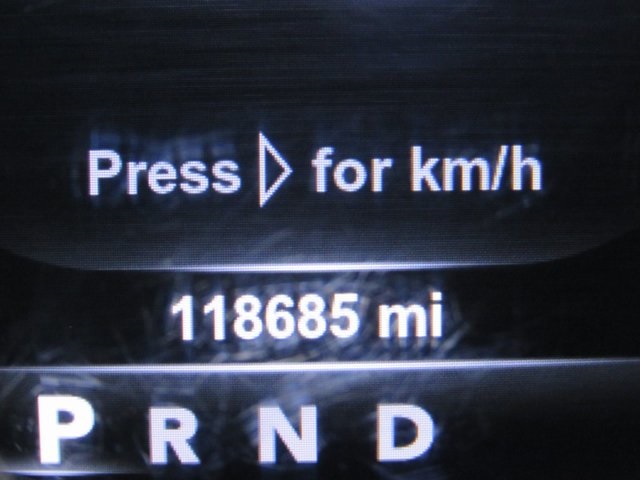 Press ▷ for km/h
118685 mi
P R N D